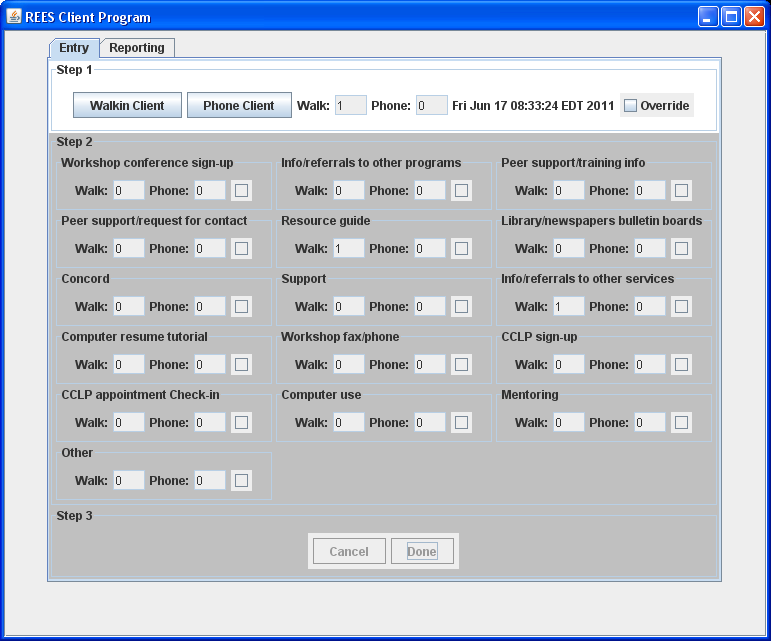 REES Client Program
Entry Reporting
Step 1
Walkin Client Phone Client Walk: 1 Phone: 0 Fri Jun 17 08:33:24 EDT 2011 Override
Step 2
Workshop conference sign-up Info/referrals to other programs Peer support/training info
Walk: 0 Phone: 0 Walk: 0 Phone: 0 Walk: 0 Phone: 0
Peer support/request for contact Resource guide Library/newspapers bulletin boards
Walk: 0 Phone: 0 Walk: 1 Phone: 0 Walk: 0 Phone: 0
Concord Support Info/referrals to other services
Walk: 0 Phone: 0 Walk: 0 Phone: 0 Walk: 1 Phone: 0
Computer resume tutorial Workshop fax/phone CCLP sign-up
Walk: 0 Phone: 0 Walk: 0 Phone: 0 Walk: 0 Phone: 0
CCLP appointment Check-in Computer use Mentoring
Walk: 0 Phone: 0 Walk: 0 Phone: 0 Walk: 0 Phone: 0
Other
Walk: 0 Phone: 0
Step 3
Cancel Done